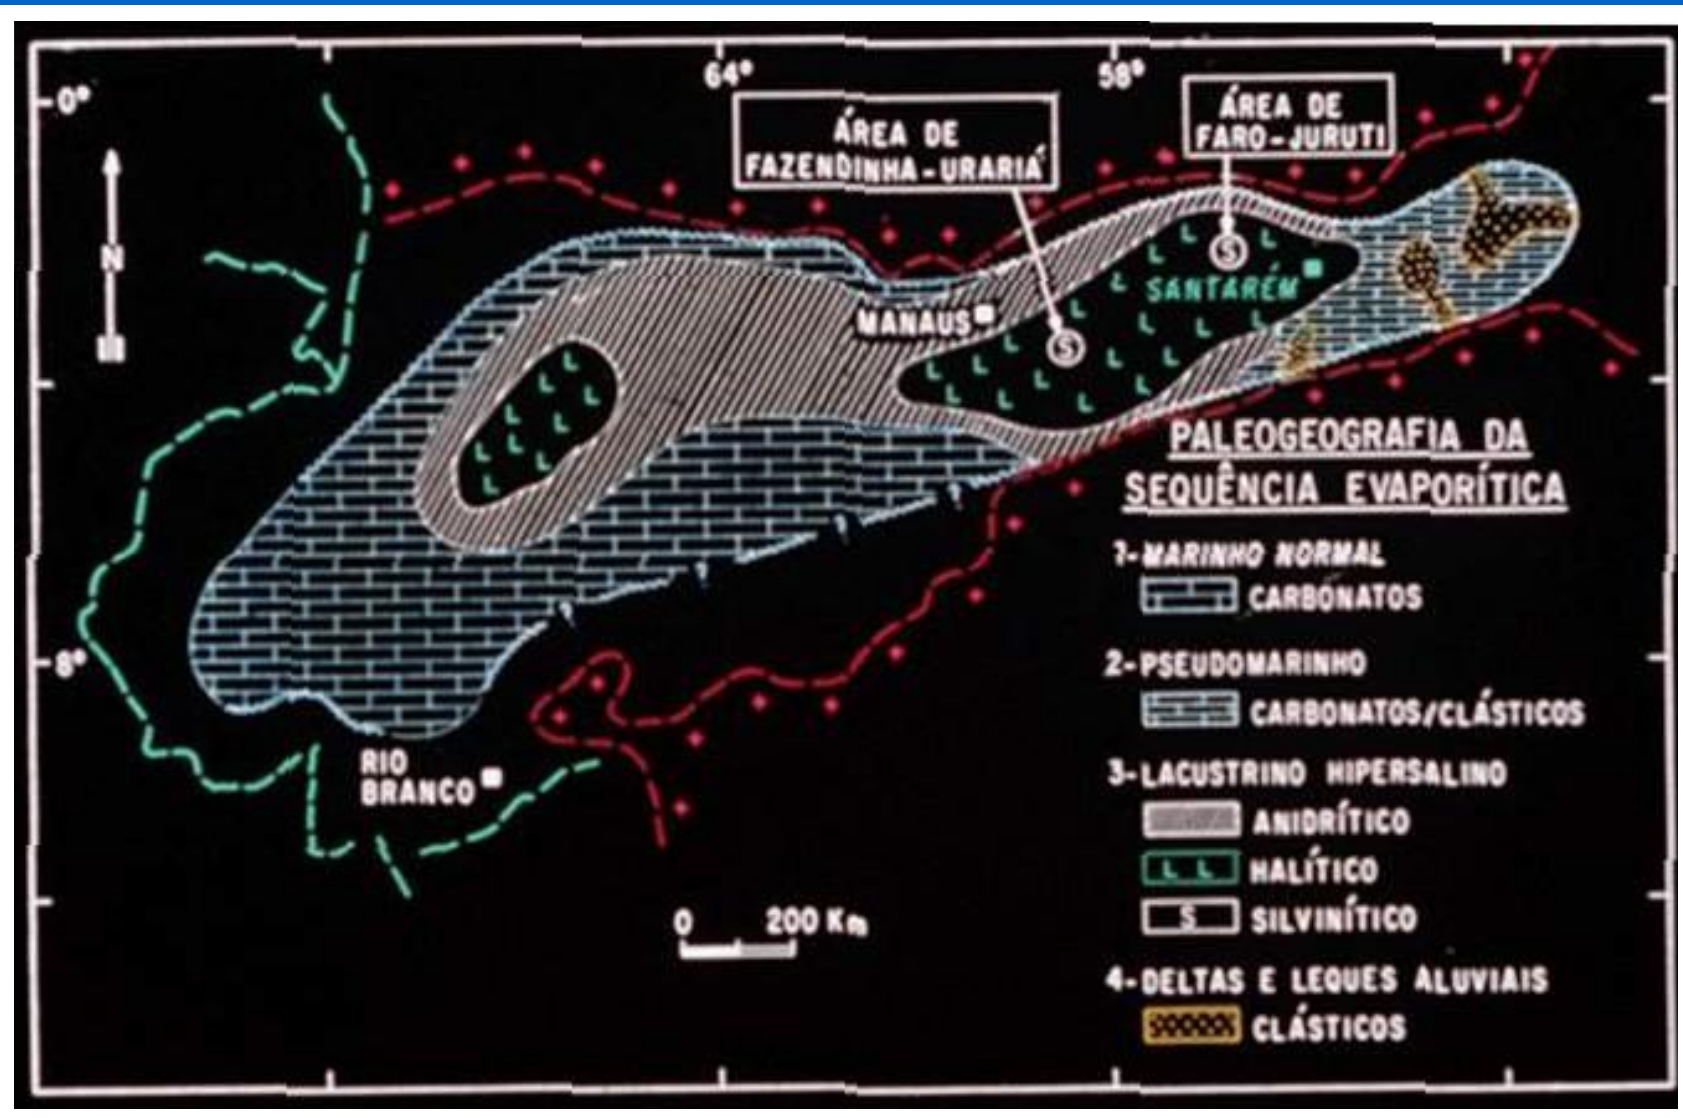 64°
58°
0°
ÁREA DE
FAZENDINHA-URARIÁ
ÁREA DE
FARO-JURUTI
N
S
SANTARÉM
MANAUS
S
L L
PALEOGEOGRAFIA DA
SEQUÊNCIA EVAPORÍTICA
1-MARINHO NORMAL
CARBONATOS
8°
2-PSEUDOMARINHO
CARBONATOS/CLÁSTICOS
RIO
BRANCO
3-LACUSTRINO HIPERSALINO
ANIDRÍTICO
L L
HALÍTICO
S
SILVINÍTICO
0 200 Km
4-DELTAS E LEQUES ALUVIAIS
CLÁSTICOS